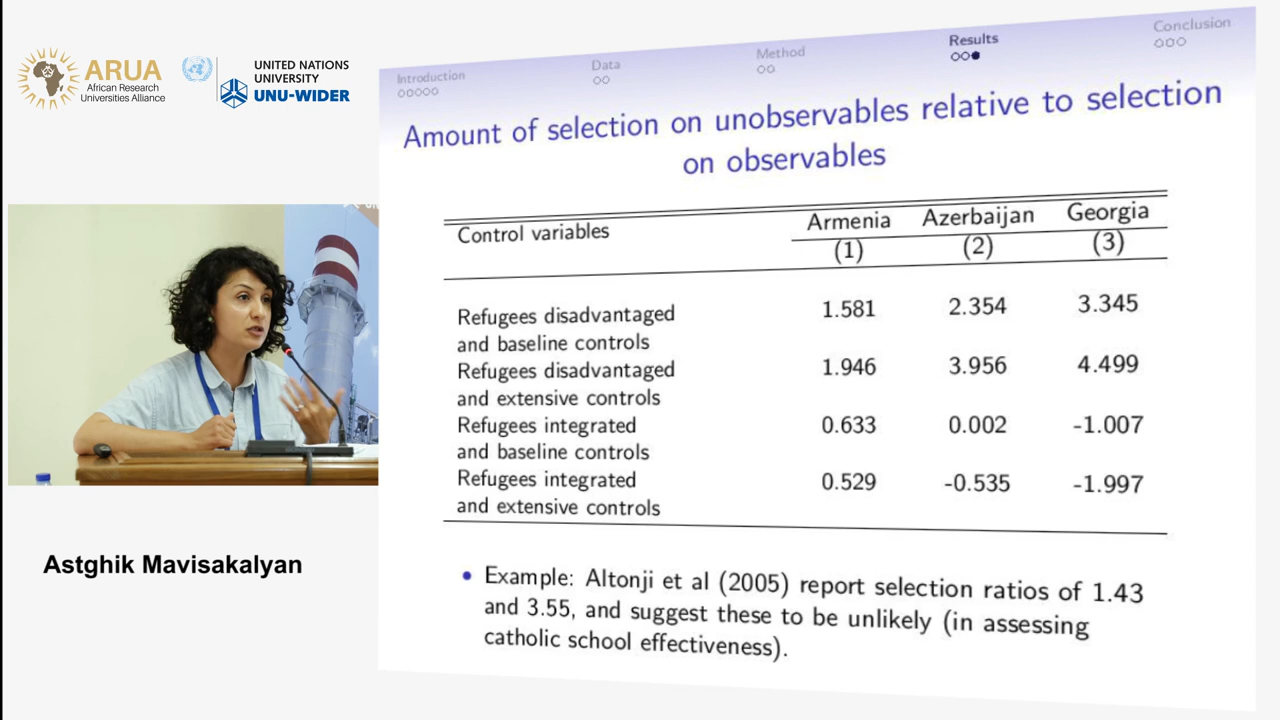 ARUA
African Research
Universities Alliance
UNITED NATIONS
UNIVERSITY
UNU-WIDER
Introduction
Data
Method
Results
Conclusion
Amount of selection on unobservables relative to selection
on observables
Control variables Armenia Azerbaijan Georgia
(1) (2) (3)
Refugees disadvantaged 1.581 2.354 3.345
and baseline controls
Refugees disadvantaged 1.946 3.956 4.499
and extensive controls
Refugees integrated 0.633 0.002 -1.007
and baseline controls
Refugees integrated 0.529 -0.535 -1.997
and extensive controls
• Example: Altonji et al (2005) report selection ratios of 1.43
and 3.55, and suggest these to be unlikely (in assessing
catholic school effectiveness).
Astghik Mavisakalyan